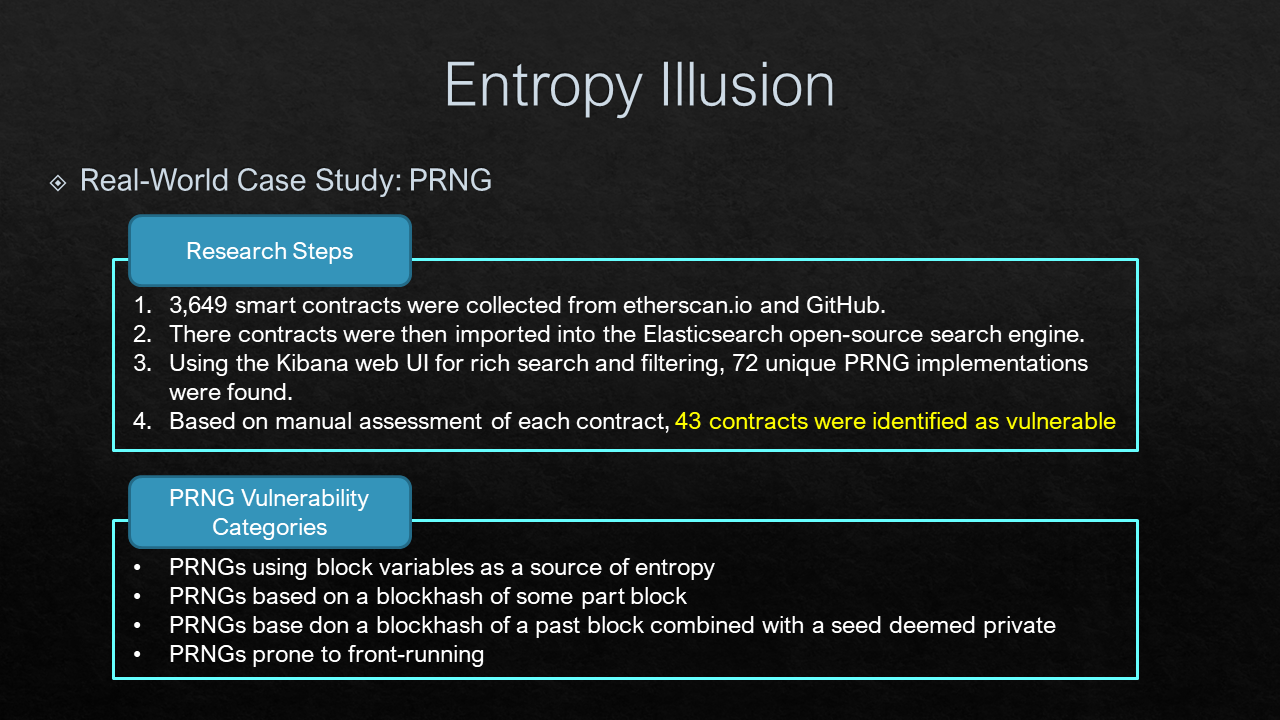 Entropy Illusion
Real-World Case Study: PRNG
Research Steps
1. 3,649 smart contracts were collected from etherscan.io and GitHub.
2. There contracts were then imported into the Elasticsearch open-source search engine.
3. Using the Kibana web UI for rich search and filtering, 72 unique PRNG implementations
were found.
4. Based on manual assessment of each contract, 43 contracts were identified as vulnerable
PRNG Vulnerability
Categories
• PRNGs using block variables as a source of entropy
• PRNGs based on a blockhash of some part block
• PRNGs base don a blockhash of a past block combined with a seed deemed private
• PRNGs prone to front-running